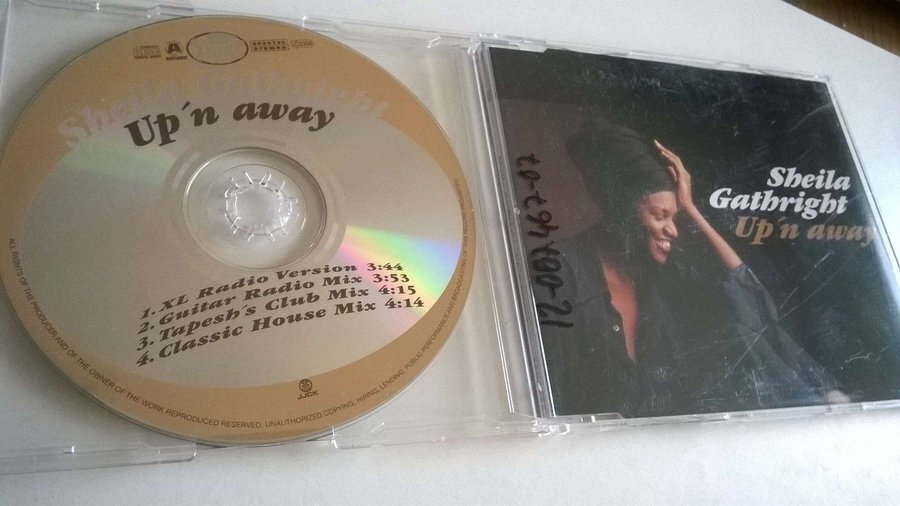 Sheila Gathright
Up´n away
1. XL Radio Version 3:44
2. Guitar Radio Mix 3:53
3. Tapesh´s Club Mix 4:15
4. Classic House Mix 4:14
JJCK
ALL RIGHTS OF THE PRODUCER AND OF THE OWNER OF THE WORK REPRODUCED RESERVED. UNAUTHORIZED COPYING, HIRING, LENDING, PUBLIC PERFORMANCE AND BROADCASTING OF THIS RECORD PROHIBITED
Sheila
Gathright
Up´n away